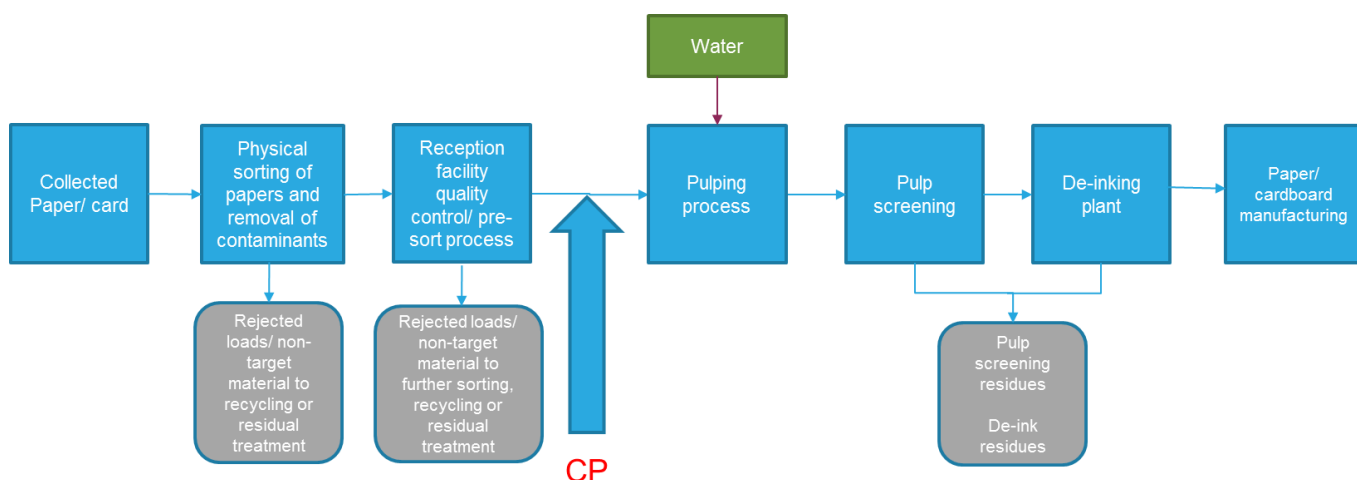 Water
Collected
Paper/ card
Physical
sorting of
papers and
removal of
contaminants
Reception
facility
quality
control/ pre-
sort process
Pulping
process
Pulp
screening
De-inking
plant
Paper/
cardboard
manufacturing
Rejected
loads/ non-
target
material to
recycling or
residual
treatment
Rejected loads/
non-target
material to
further sorting,
recycling or
residual
treatment
CP
Pulp
screening
residues
De-ink
residues